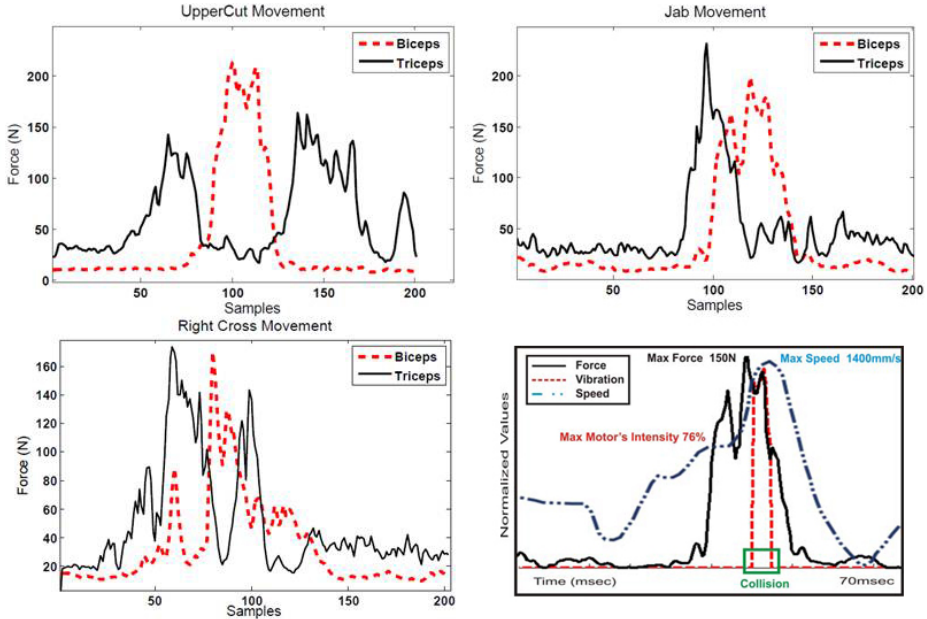 UpperCut Movement
Biceps
Triceps
Force (N)
200
150
100
50
0
50
100
150
200
Samples
Jab Movement
Biceps
Triceps
Force (N)
200
150
100
50
0
50
100
150
200
Samples
Right Cross Movement
Biceps
Triceps
Force (N)
160
140
120
100
80
60
40
20
0
50
100
150
200
Samples
Force
Vibration
Speed
Max Force 150N
Max Speed 1400mm/s
Max Motor's Intensity 76%
Normalized Values
Time (msec)
70msec
Collision